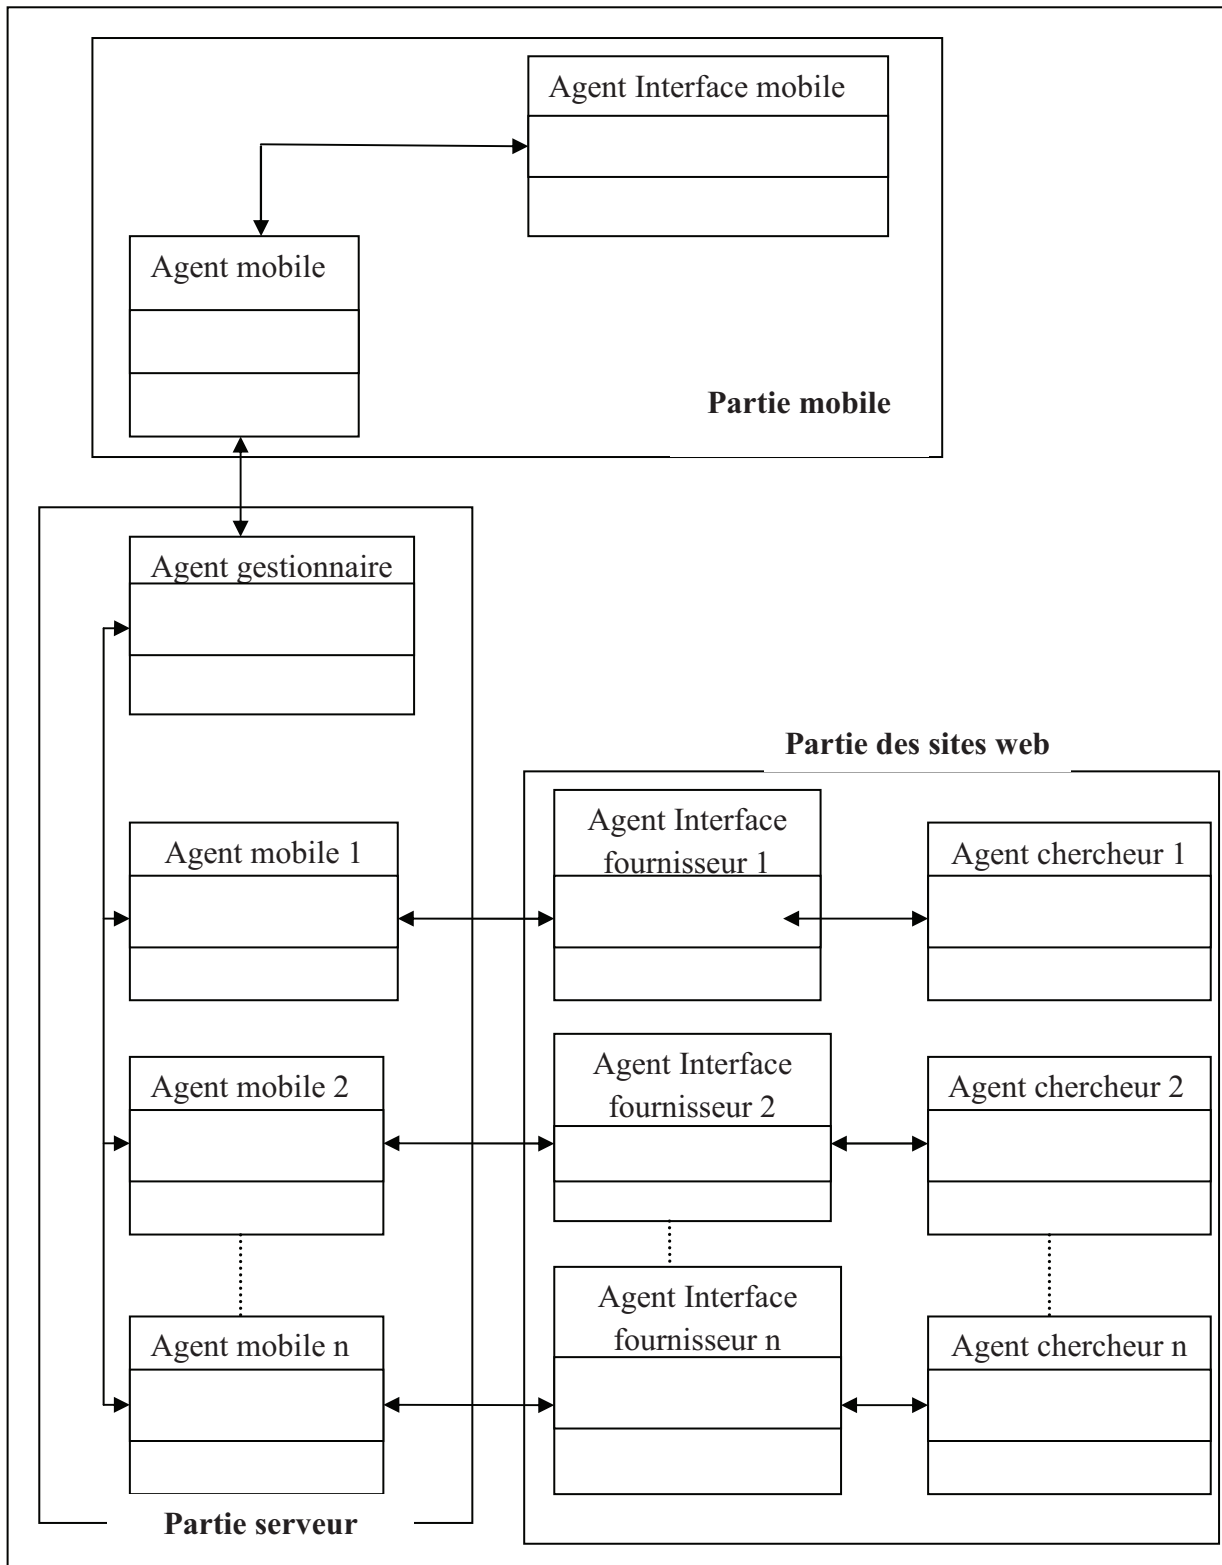 Agent Interface mobile
Agent mobile
Partie mobile
Agent gestionnaire
Partie des sites web
Agent mobile 1
Agent Interface
fournisseur 1
Agent chercheur 1
Agent mobile 2
Agent Interface
fournisseur 2
Agent chercheur 2
Agent mobile n
Agent Interface
fournisseur n
Agent chercheur n
Partie serveur